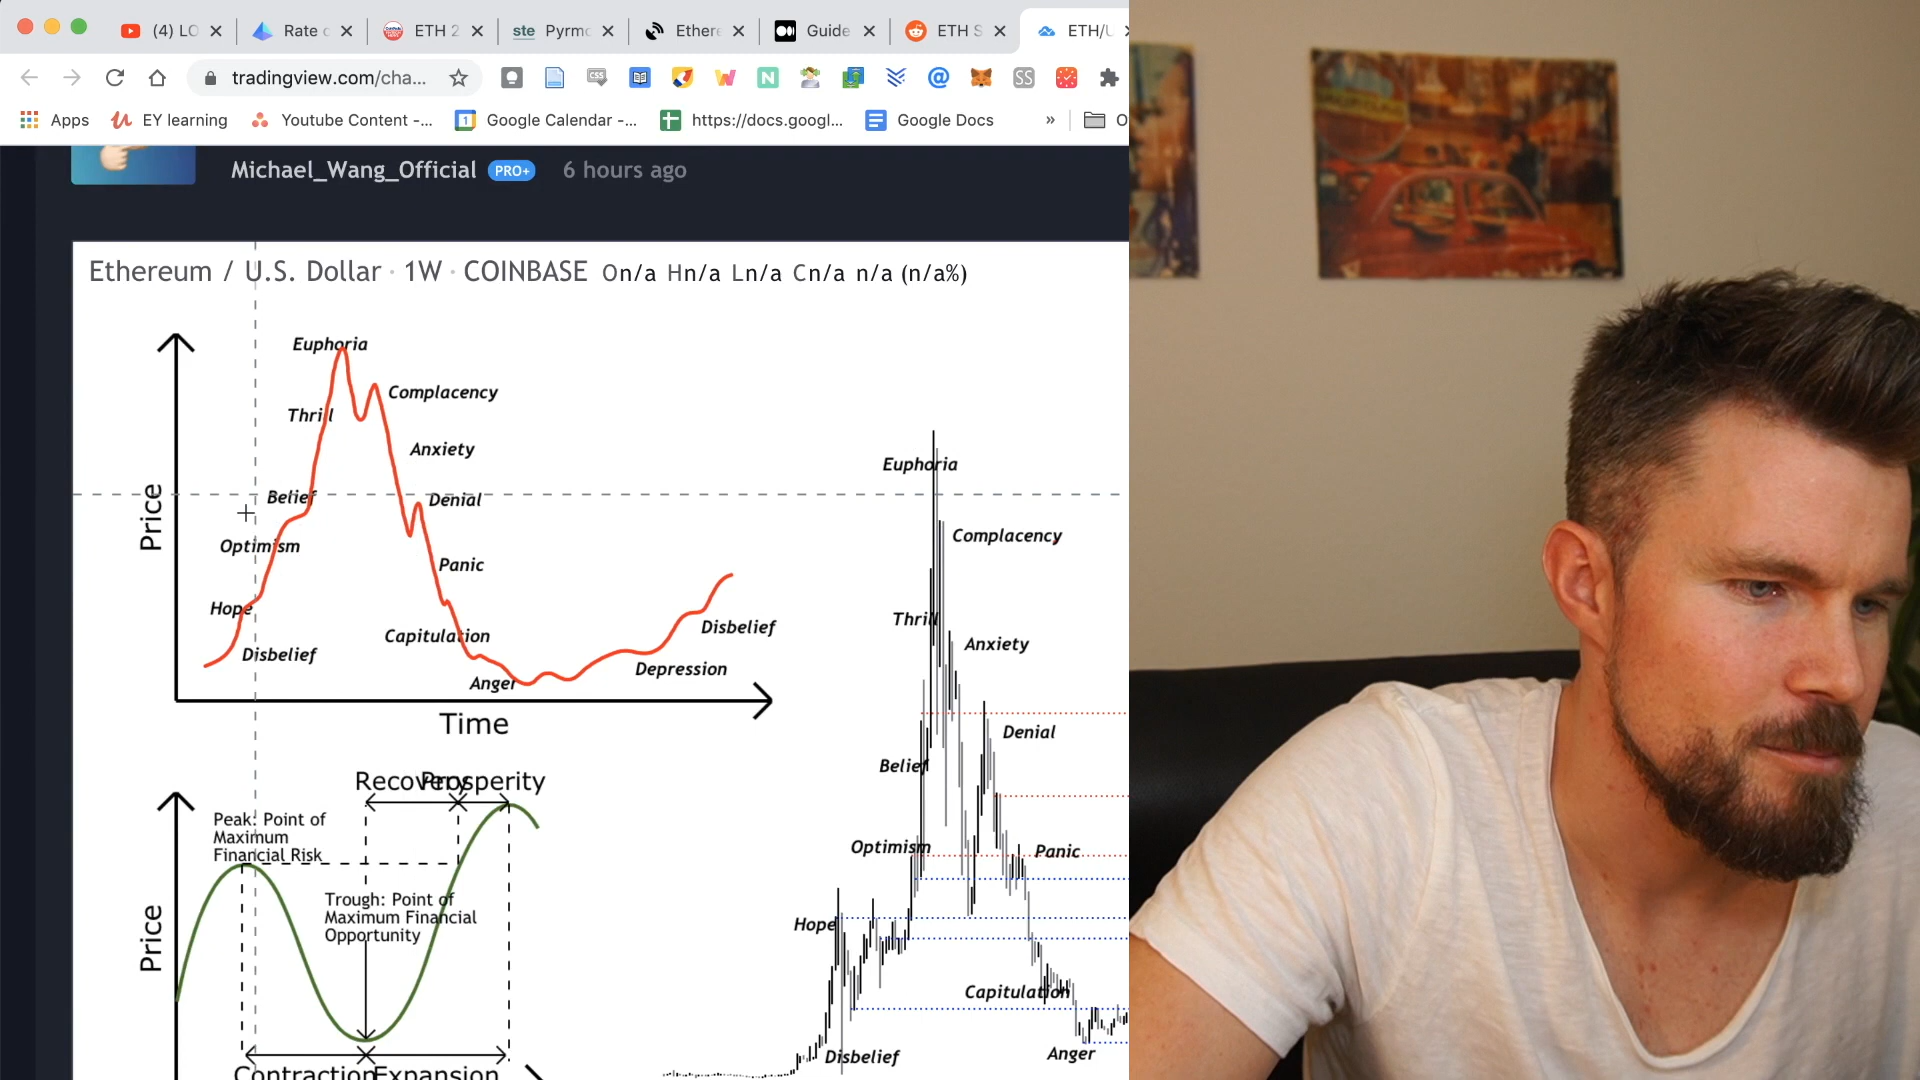 (4) LO
Rate o
ETH 2
ste Pyrmo
Ethere
Guide
ETH S
ETH/U
tradingview.com/cha...
CSS
N
SS
Apps
EY learning
Youtube Content -...
1 Google Calendar -...
https://docs.googl...
Google Docs
»
O
Michael_Wang_Official PRO+ 6 hours ago
Ethereum / U.S. Dollar · 1W · COINBASE On/a Hn/a Ln/a Cn/a n/a (n/a%)
Euphoria
Complacency
Thrill
Anxiety
Belief
Denial
Optimism
Panic
Hope
Capitulation
Disbelief
Disbelief
Depression
Anger
Price
Time
Recovery
Prosperity
Peak: Point of
Maximum
Financial Risk
Trough: Point of
Maximum Financial
Opportunity
Price
Contraction
Expansion
Euphoria
Complacency
Thrill
Anxiety
Denial
Belief
Optimism
Panic
Hope
Capitulation
Disbelief
Anger